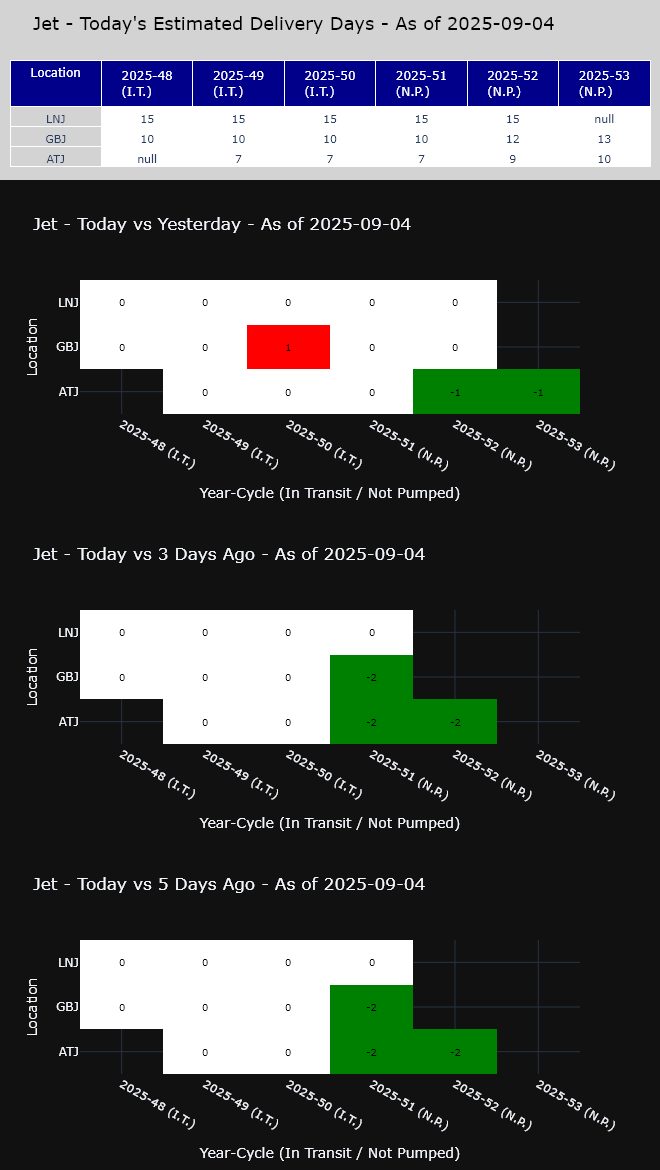 Jet - Today's Estimated Delivery Days - As of 2025-09-04
Location 2025-48 (I.T.) 2025-49 (I.T.) 2025-50 (I.T.) 2025-51 (N.P.) 2025-52 (N.P.) 2025-53 (N.P.)
LNJ 15 15 15 15 15 null
GBJ 10 10 10 10 12 13
ATJ null 7 7 7 9 10
Jet - Today vs Yesterday - As of 2025-09-04
Location
LNJ 0 0 0 0 0
GBJ 0 0 1 0 0
ATJ 0 0 0 -1 -1
2025-48 (I.T.) 2025-49 (I.T.) 2025-50 (I.T.) 2025-51 (N.P.) 2025-52 (N.P.) 2025-53 (N.P.)
Year-Cycle (In Transit / Not Pumped)
Jet - Today vs 3 Days Ago - As of 2025-09-04
Location
LNJ 0 0 0 0
GBJ 0 0 0 -2
ATJ 0 0 -2 -2
2025-48 (I.T.) 2025-49 (I.T.) 2025-50 (I.T.) 2025-51 (N.P.) 2025-52 (N.P.) 2025-53 (N.P.)
Year-Cycle (In Transit / Not Pumped)
Jet - Today vs 5 Days Ago - As of 2025-09-04
Location
LNJ 0 0 0 0
GBJ 0 0 0 -2
ATJ 0 0 -2 -2
2025-48 (I.T.) 2025-49 (I.T.) 2025-50 (I.T.) 2025-51 (N.P.) 2025-52 (N.P.) 2025-53 (N.P.)
Year-Cycle (In Transit / Not Pumped)